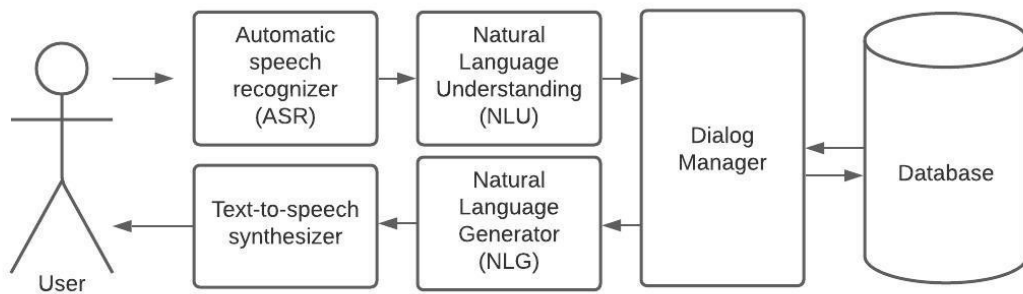 Automatic
speech
recognizer
(ASR)
Natural
Language
Understanding
(NLU)
Dialog
Manager
Database
Text-to-speech
synthesizer
Natural
Language
Generator
(NLG)
User